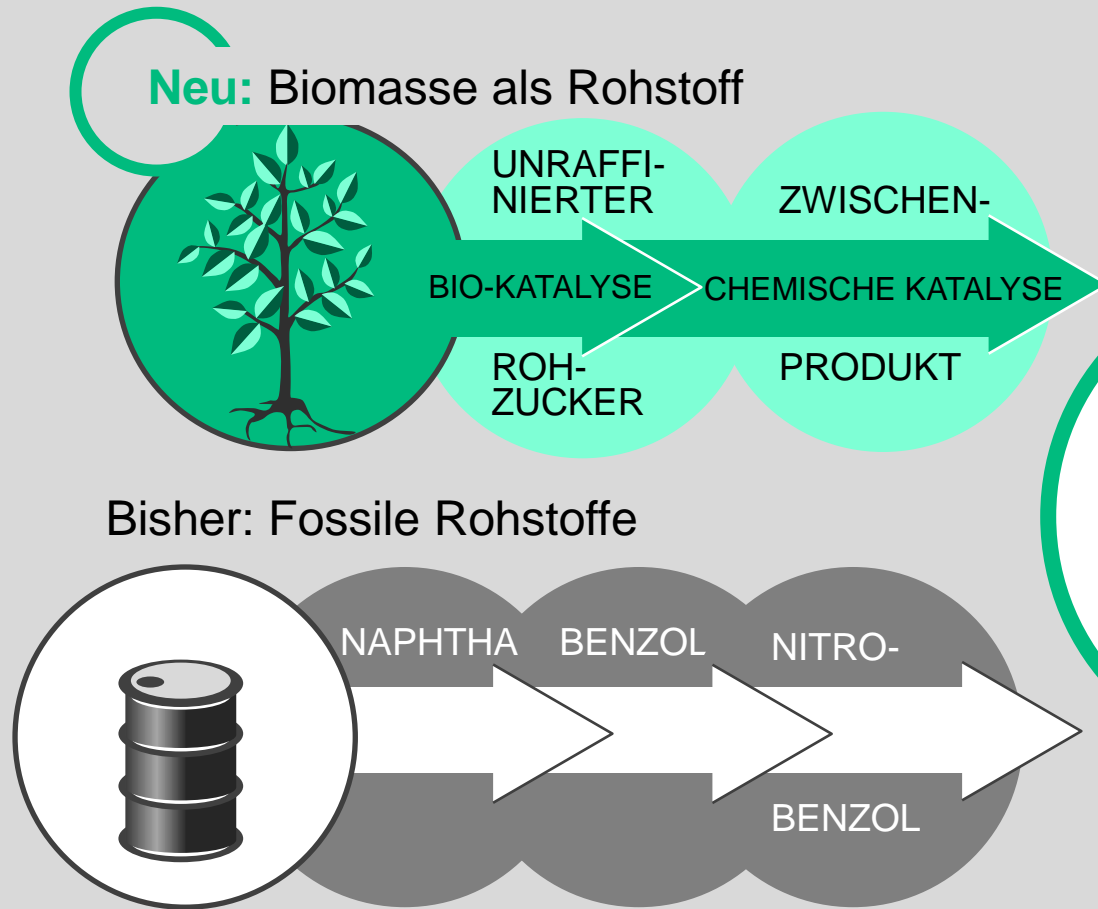 Neu: Biomasse als Rohstoff
UNRAFFI-
NIERTER
ZWISCHEN-
BIO-KATALYSE
CHEMISCHE KATALYSE
ROH-
ZUCKER
PRODUKT
Bisher: Fossile Rohstoffe
NAPHTHA
BENZOL
NITRO-
BENZOL